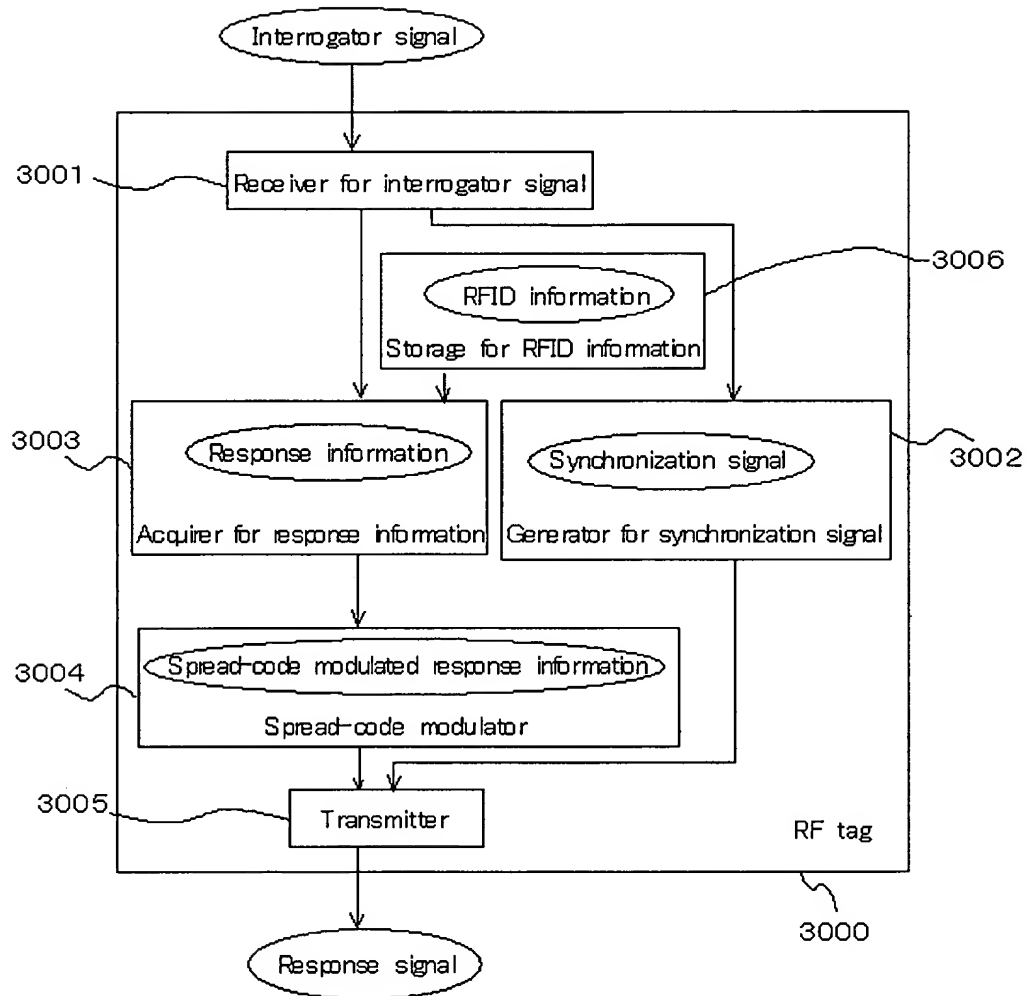 Interrogator signal
3001
Receiver for interrogator signal
3006
RFID information
Storage for RFID information
3003
Response information
Acquirer for response information
Synchronization signal
Generator for synchronization signal
3002
3004
Spread-code modulated response information
Spread-code modulator
3005
Transmitter
RF tag
3000
Response signal